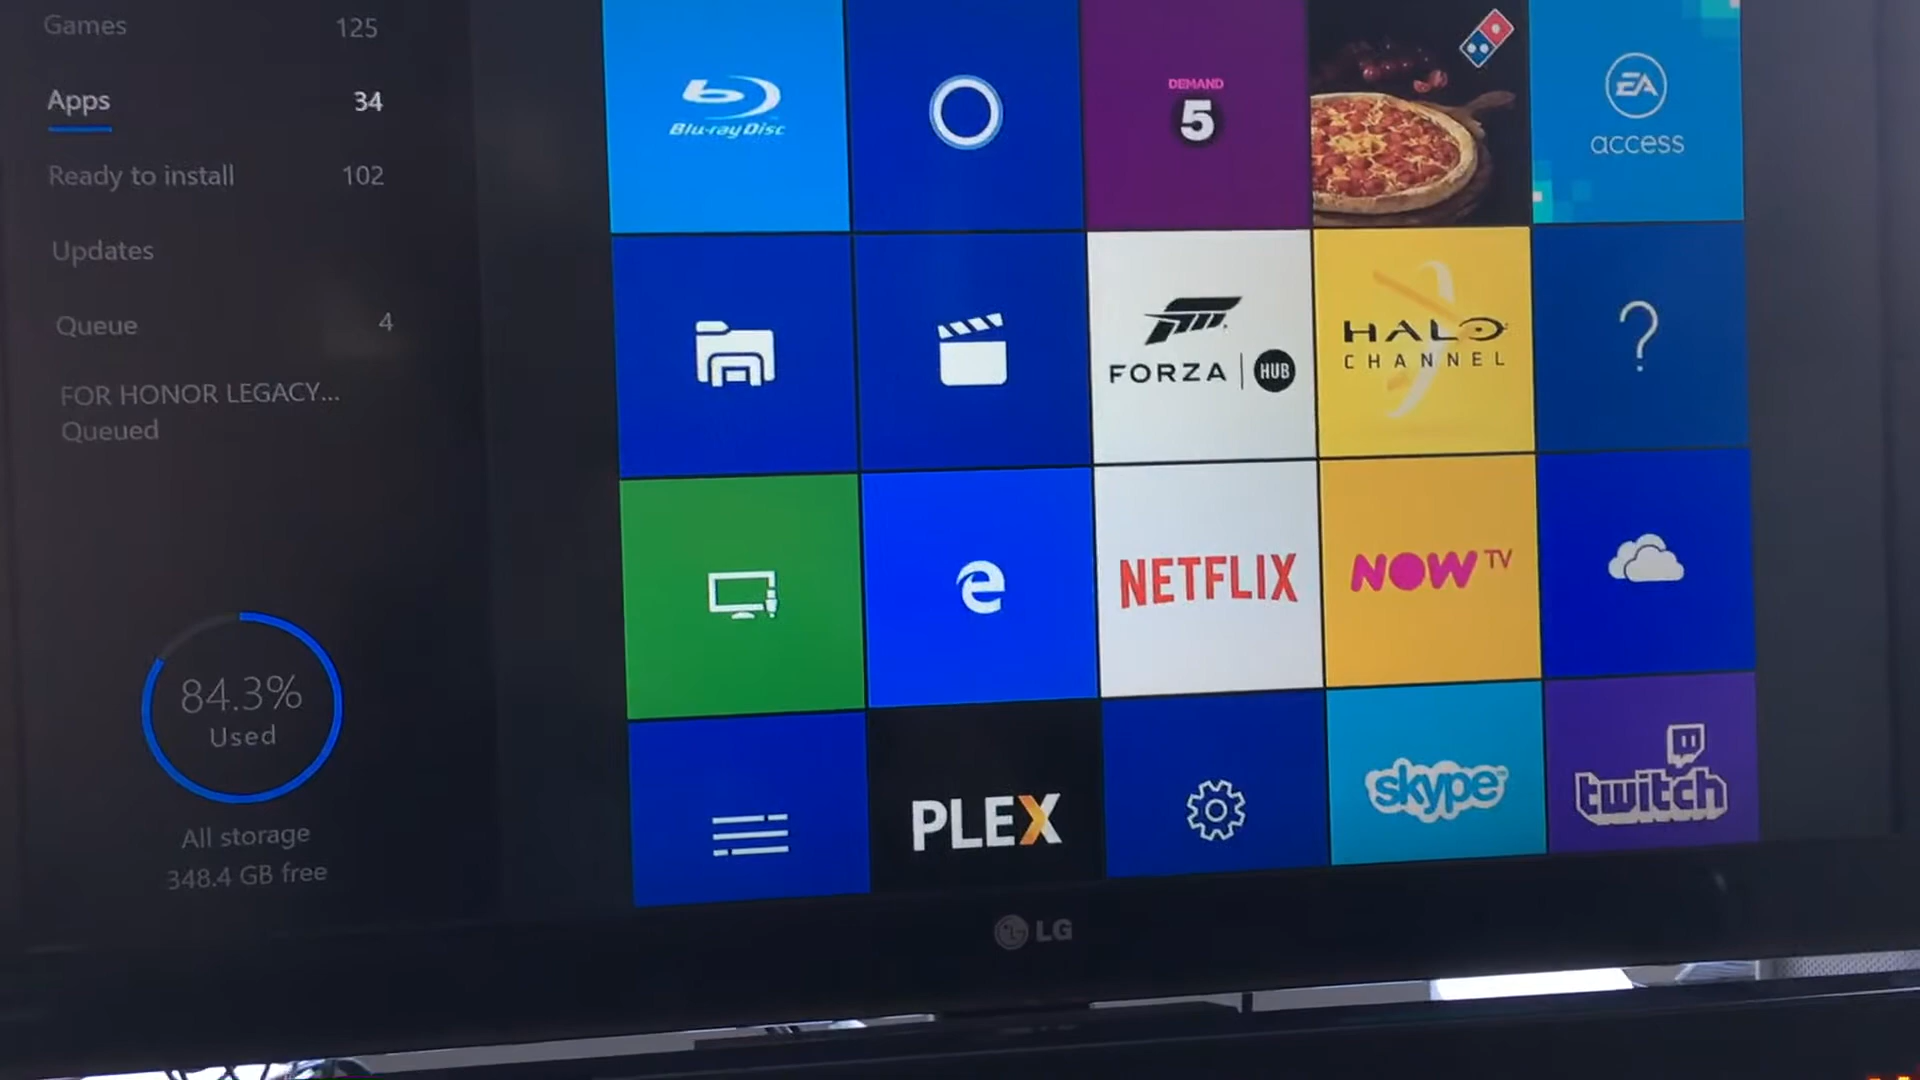 Games 125
Apps 34
Ready to install 102
Updates
Queue 4
FOR HONOR LEGACY...
Queued
84.3%
Used
All storage
348.4 GB free
Blu-ray Disc
DEMAND
5
EA
access
FORZA HUB
HALO
CHANNEL
?
e
NETFLIX
NOW TV
PLEX
skype
twitch
LG